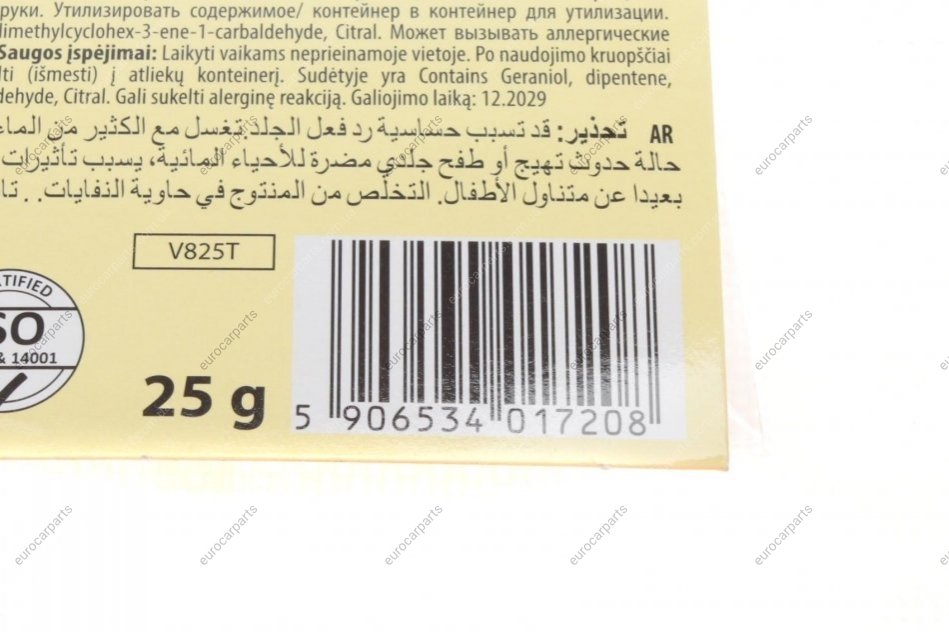 руки. Утилизировать содержимое/ контейнер в контейнер для утилизации.
limethylcyclohex-3-ene-1-carbaldehyde, Citral. Может вызывать аллергические
Saugos įspėjimai: Laikyti vaikams neprieinamoje vietoje. Po naudojimo kruopščiai
lti (išmesti) į atliekų konteinerį. Sudėtyje yra Contains Geraniol, dipentene,
dehyde, Citral. Gali sukelti alerginę reakciją. Galiojimo laiką: 12.2029
AR تحذير: قد تسبب حساسية رد فعل الجلد.تغسل مع الكثير من الماء
حالة حدوث تهيج أو طفح جلدي مضرة للأحياء المائية، يسبب تأثيرات
بعيدا عن متناول الأطفال. التخلص من المنتوج في حاوية النفايات. . تا
V825T
TIFIED
SO
& 14001
25 g
5 906534 017208
eurocarparts